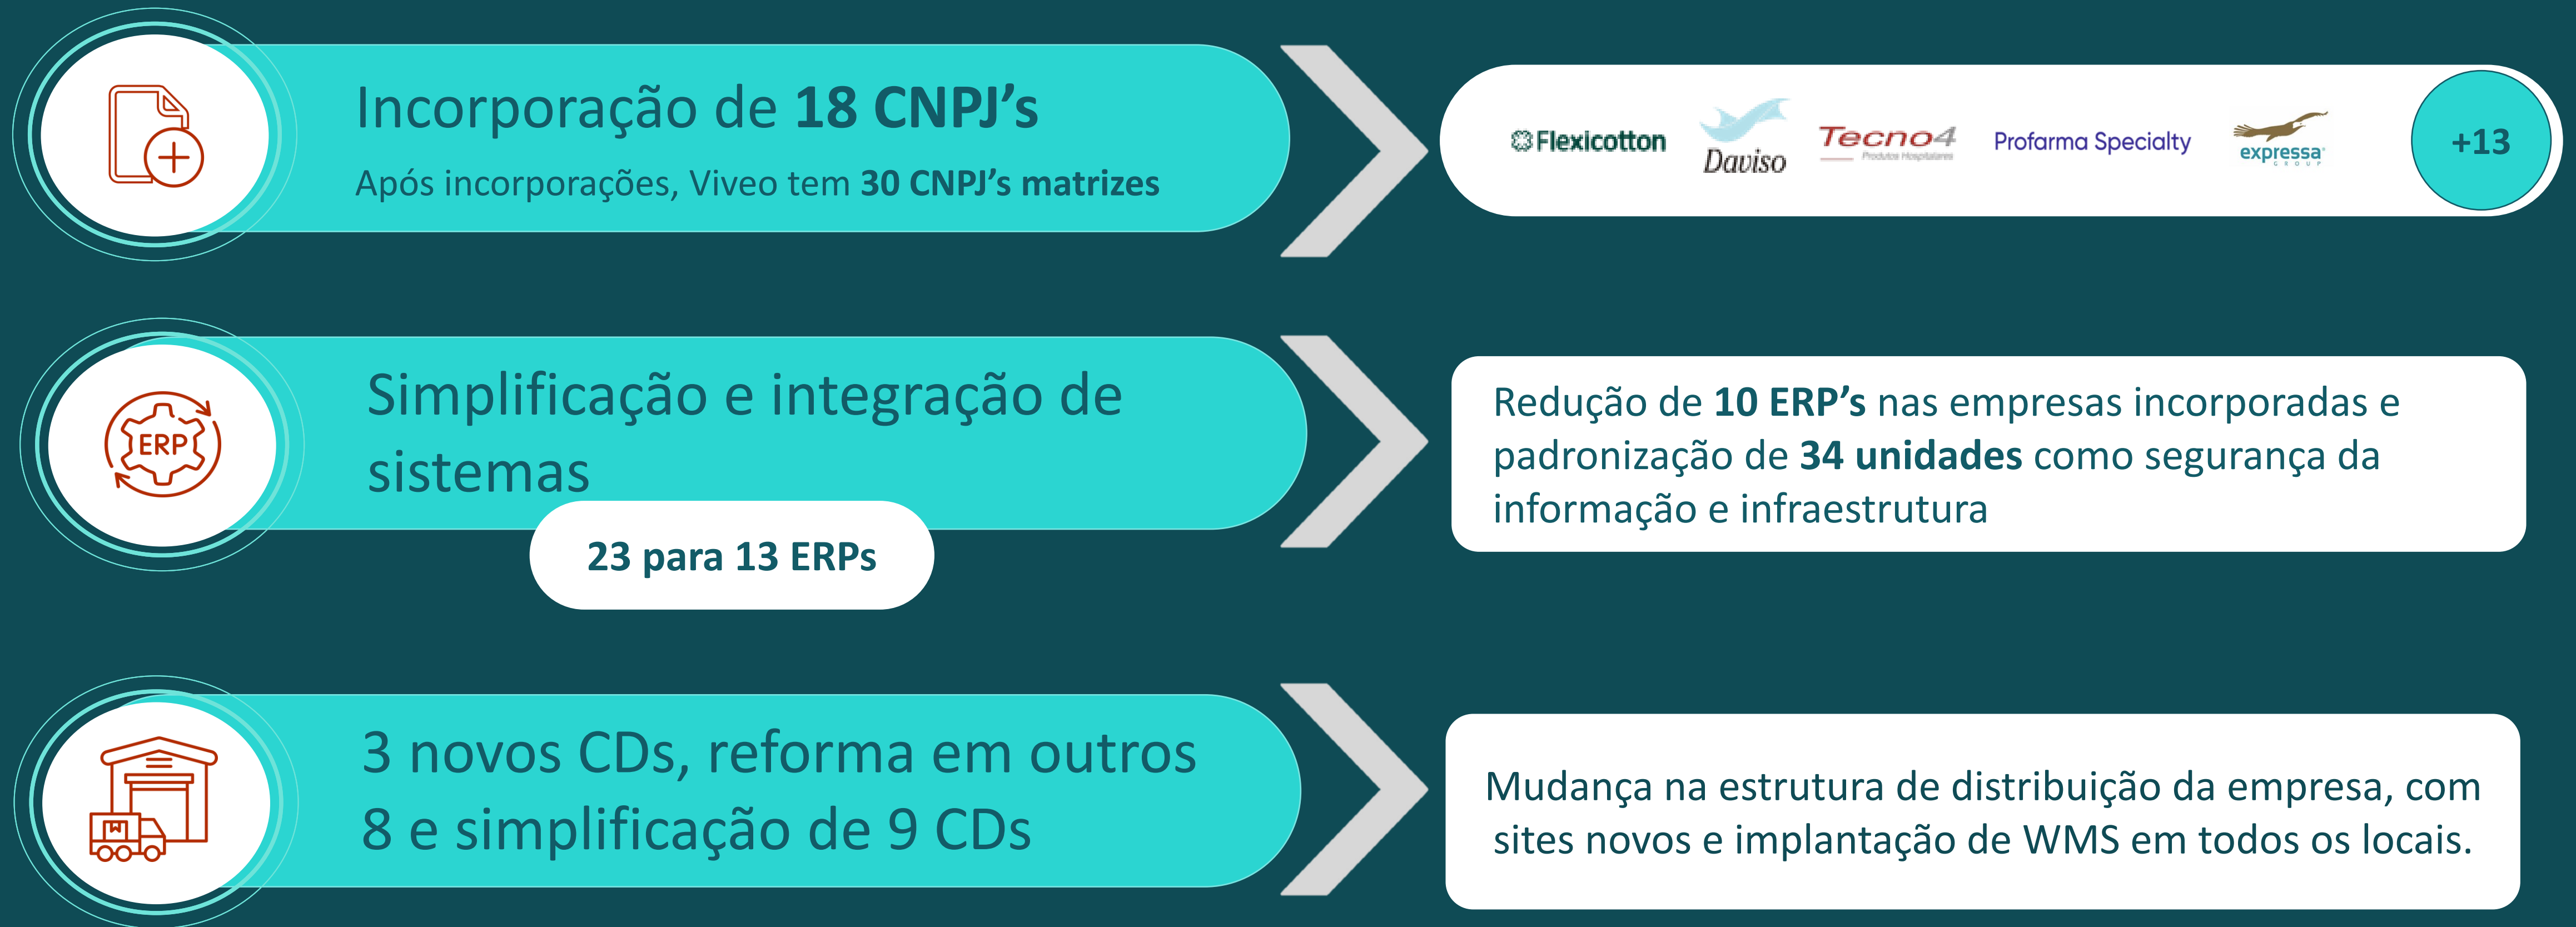 Incorporação de 18 CNPJ’s
Após incorporações, Viveo tem 30 CNPJ’s matrizes
Flexicotton
Daviso
Tecno4
Produtos Hospitalares
Profarma Specialty
expressa
GROUP
+13
ERP
Simplificação e integração de
sistemas
23 para 13 ERPs
Redução de 10 ERP’s nas empresas incorporadas e
padronização de 34 unidades como segurança da
informação e infraestrutura
3 novos CDs, reforma em outros
8 e simplificação de 9 CDs
Mudança na estrutura de distribuição da empresa, com
sites novos e implantação de WMS em todos os locais.